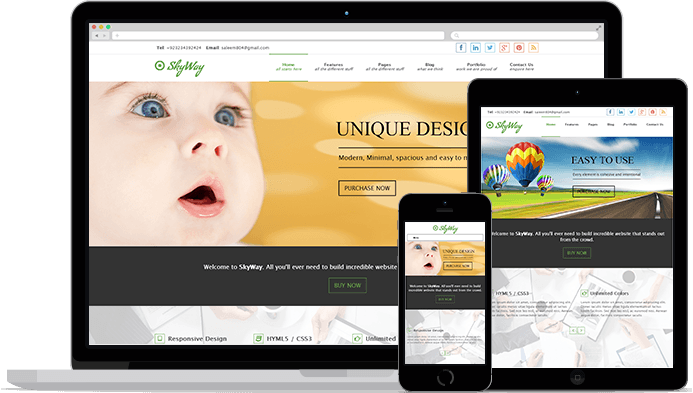 Tel +923234392424 Email saleem804@gmail.com
SkyWay
Home Features Pages Blog Portfolio Contact Us
all starts here all the different stuff all the different stuff what we think work we are proud of enquire here
UNIQUE DESIG
Modern, Minimal, spacious and easy to n
PURCHASE NOW
Welcome to SkyWay. All you'll ever need to build incredible website
BUY NOW
Responsive Design HYML5 / CSS3 Unlimited
SkyWay
UNIQUE DESIGN
PURCHASE NOW
Welcome to SkyWay. All you'll ever need to build
incredible website that stands out from the crowd.
BUY NOW
Responsive Design
SkyWay
Home Features Pages Blog Portfolio Contact Us
EASY TO USE
Every element is cohesive and intentional
PURCHASE NOW
Welcome to SkyWay. All you'll ever need to build incredible website that stands out
from the crowd.
BUY NOW
HYML5 / CSS3 Unlimited Colors